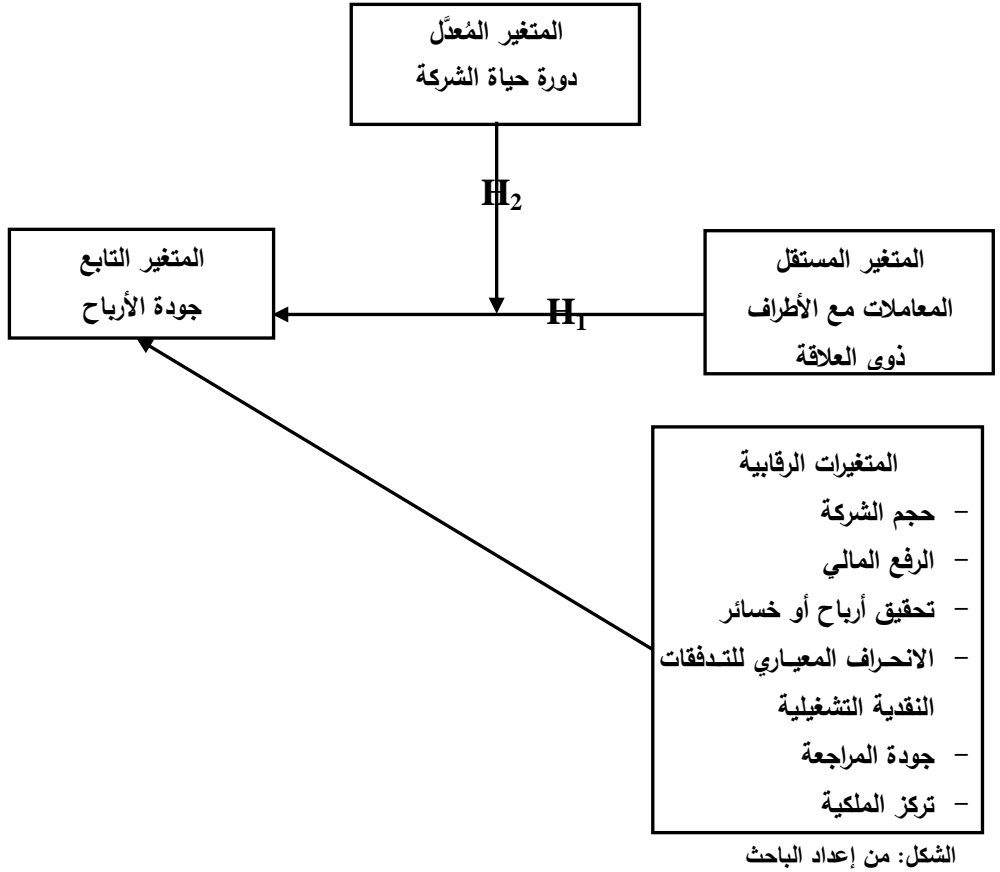 المتغير المُعدَّل
دورة حياة الشركة
H2
المتغير المستقل
المعاملات مع الأطراف
ذوى العلاقة
H1
المتغير التابع
جودة الأرباح
المتغيرات الرقابية
- حجم الشركة
- الرفع المالي
- تحقيق أرباح أو خسائر
- الانحراف المعياري للتدفقات
النقدية التشغيلية
- جودة المراجعة
- تركز الملكية
الشكل: من إعداد الباحث